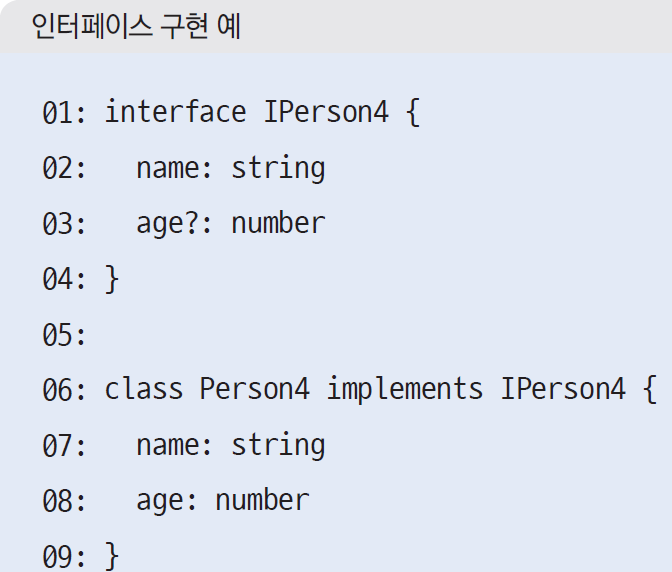 인터페이스 구현 예
01: interface IPerson4 {
02:   name: string
03:   age?: number
04: }
05:
06: class Person4 implements IPerson4 {
07:   name: string
08:   age: number
09: }